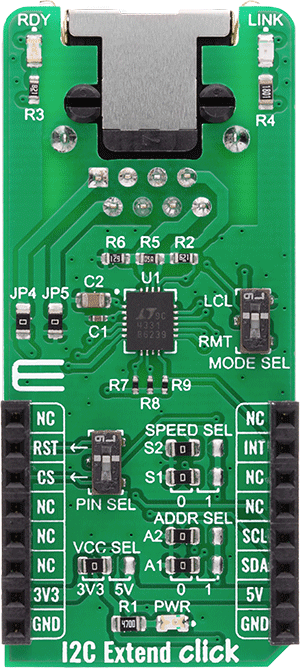 RDY LINK
R3 R4
R6 R5 R2
U1
C2
C1
JP4 JP5
LCL
RMT
MODE SEL
R7 R9
R8
NC SPEED SEL NC
RST S2 INT
CS S1 NC
NC PIN SEL 0 1 NC
NC ADDR SEL SCL
NC VCC SEL A2 SDA
3V3 A1 5V
GND 3V3 5V 0 1 GND
R1 4700 PWR
I2C Extend click